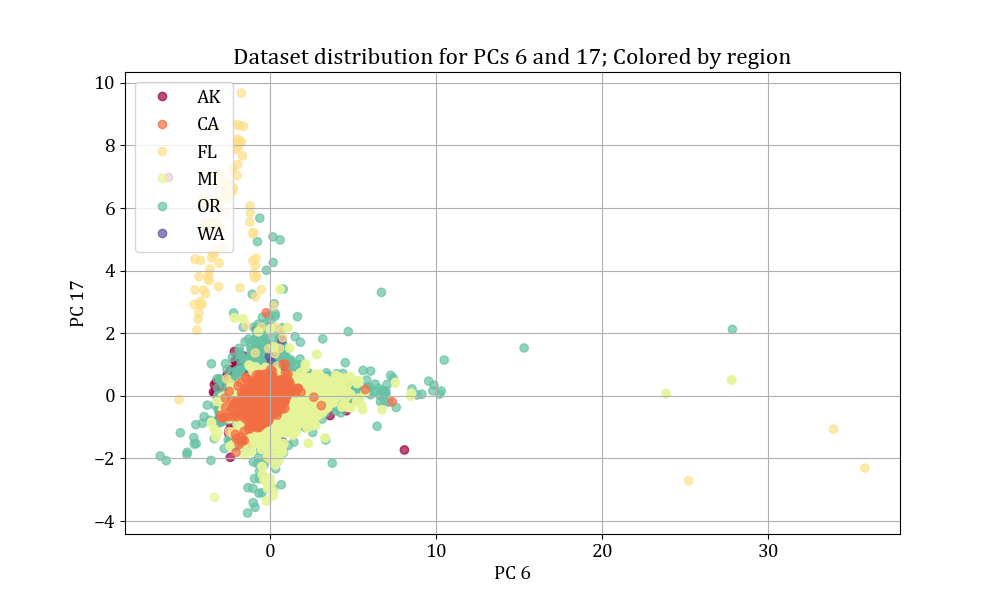 Dataset distribution for PCs 6 and 17; Colored by region
10
8
6
4
2
0
−2
−4
PC 17
AK
CA
FL
MI
OR
WA
0 10 20 30
PC 6